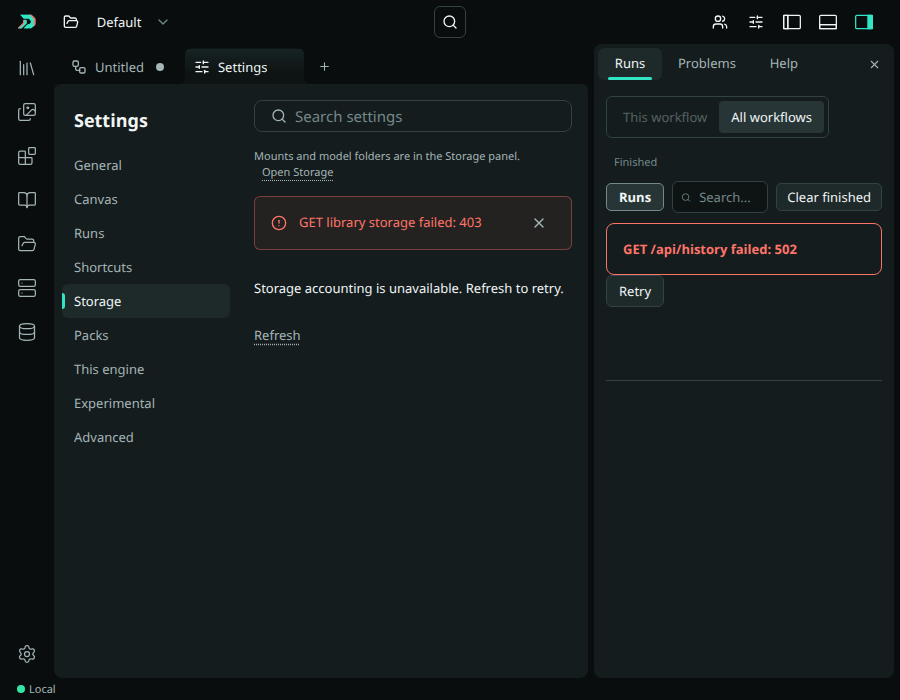 Default
Untitled
Settings
Settings
General
Canvas
Runs
Shortcuts
Storage
Packs
This engine
Experimental
Advanced
Search settings
Mounts and model folders are in the Storage panel.
Open Storage
GET library storage failed: 403
Storage accounting is unavailable. Refresh to retry.
Refresh
Runs
Problems
Help
This workflow
All workflows
Finished
Runs
Search...
Clear finished
GET /api/history failed: 502
Retry
Local